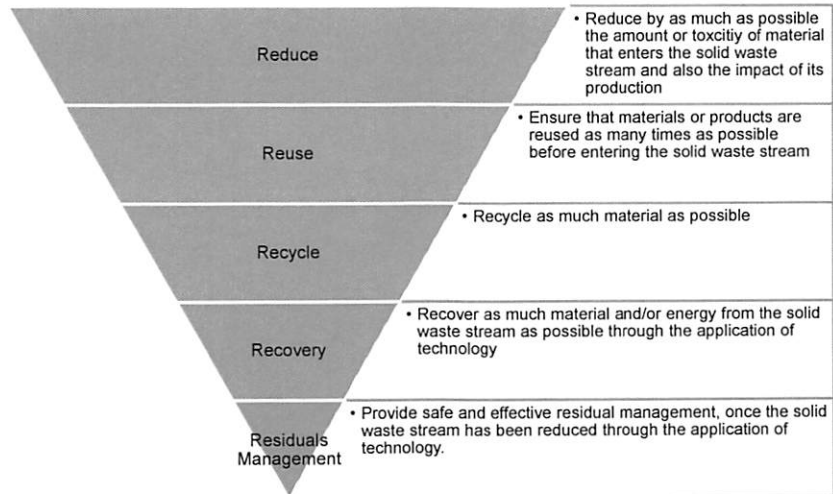 Reduce
• Reduce by as much as possible
the amount or toxcitiy of material
that enters the solid waste
stream and also the impact of its
production
Reuse
• Ensure that materials or products are
reused as many times as possible
before entering the solid waste stream
Recycle
• Recycle as much material as possible
Recovery
• Recover as much material and/or energy from the solid
waste stream as possible through the application of
technology
Residuals
Management
• Provide safe and effective residual management, once the solid
waste stream has been reduced through the application of
technology.